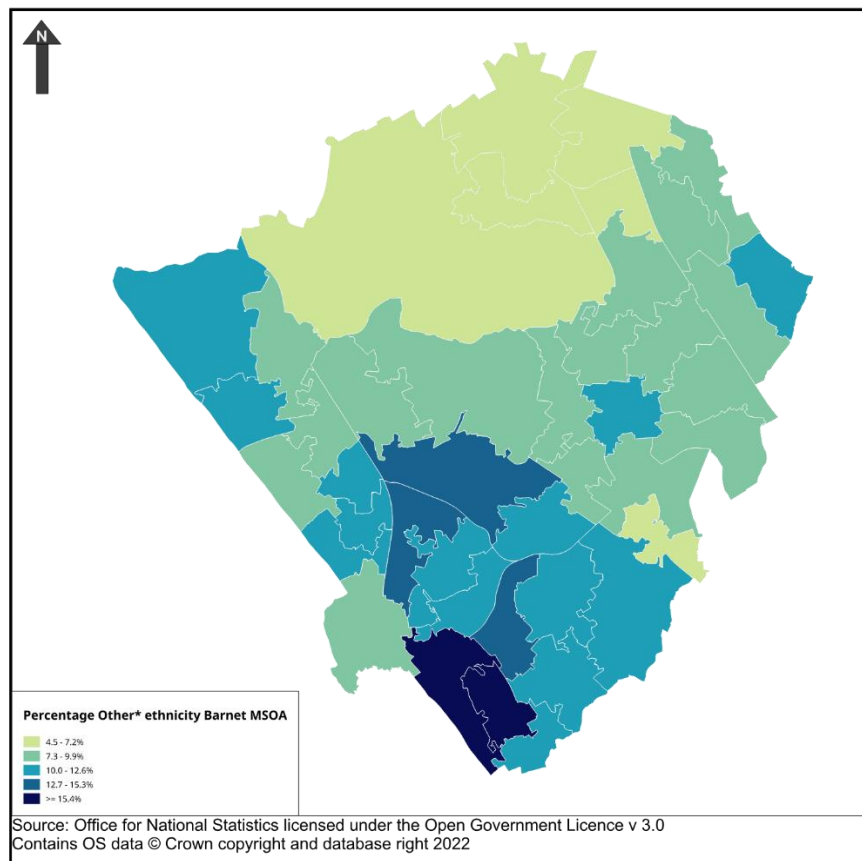 N
Percentage Other* ethnicity Barnet MSOA
4.5 - 7.2%
7.3 - 9.9%
10.0 - 12.6%
12.7 - 15.3%
>= 15.4%
Source: Office for National Statistics licensed under the Open Government Licence v 3.0
Contains OS data © Crown copyright and database right 2022